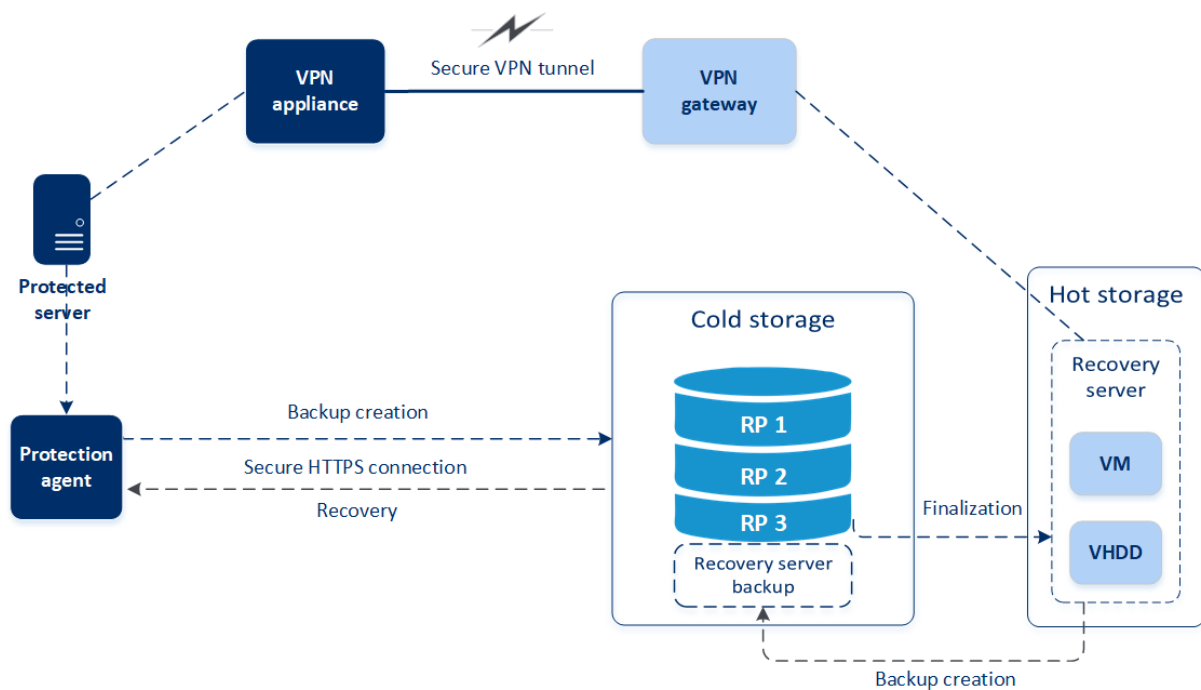 VPN
appliance
Secure VPN tunnel
VPN
gateway
Protected
server
Protection
agent
Backup creation
Secure HTTPS connection
Recovery
Cold storage
RP 1
RP 2
RP 3
Recovery server
backup
Finalization
Hot storage
Recovery
server
VM
VHDD
Backup creation